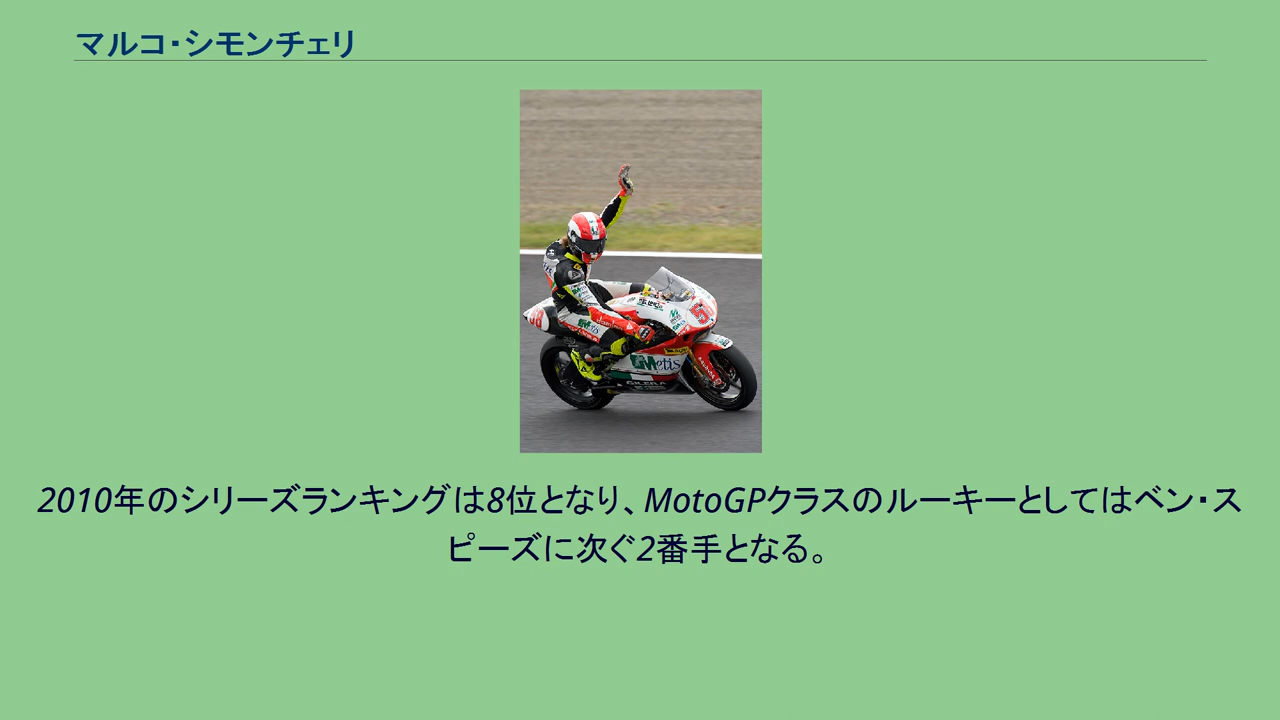 マルコ・シモンチェリ
58
Metis
GILERA
2010年のシリーズランキングは8位となり、MotoGPクラスのルーキーとしてはベン・ス
ピーズに次ぐ2番手となる。